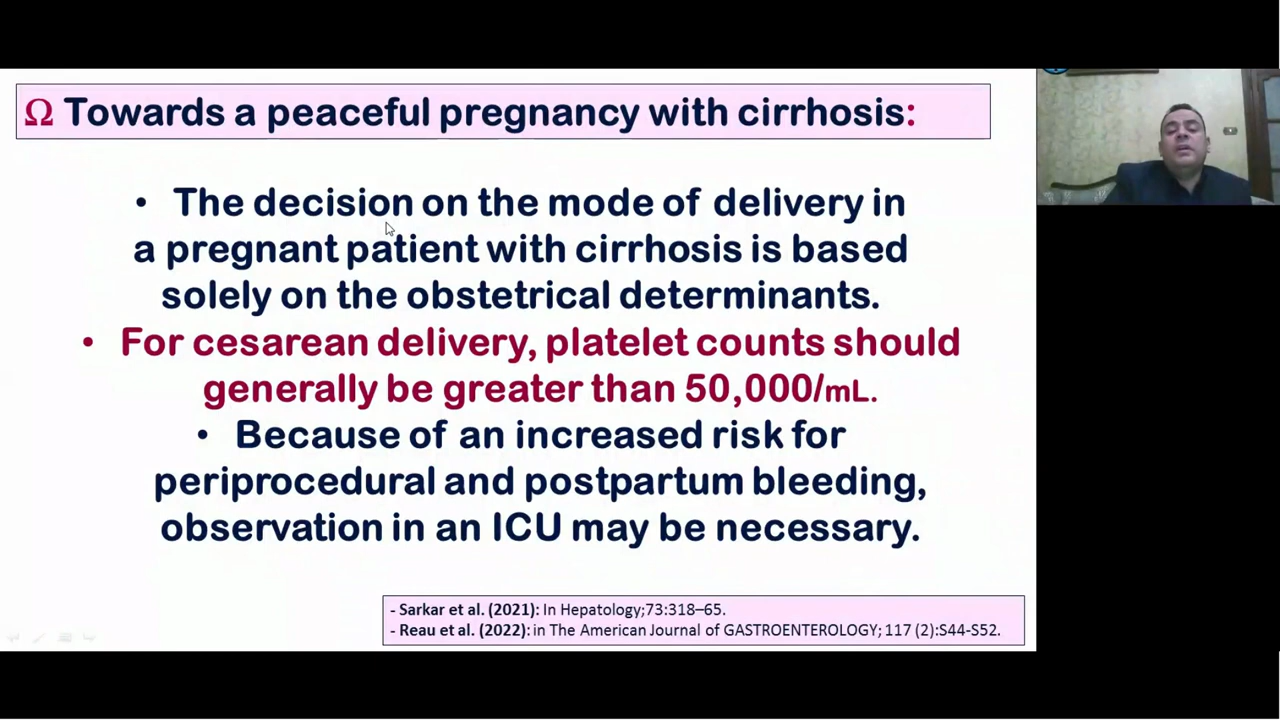 Ω Towards a peaceful pregnancy with cirrhosis:
• The decision on the mode of delivery in
a pregnant patient with cirrhosis is based
solely on the obstetrical determinants.
• For cesarean delivery, platelet counts should
generally be greater than 50,000/mL.
• Because of an increased risk for
periprocedural and postpartum bleeding,
observation in an ICU may be necessary.
- Sarkar et al. (2021): In Hepatology;73:318–65.
- Reau et al. (2022): in The American Journal of GASTROENTEROLOGY; 117 (2):S44-S52.